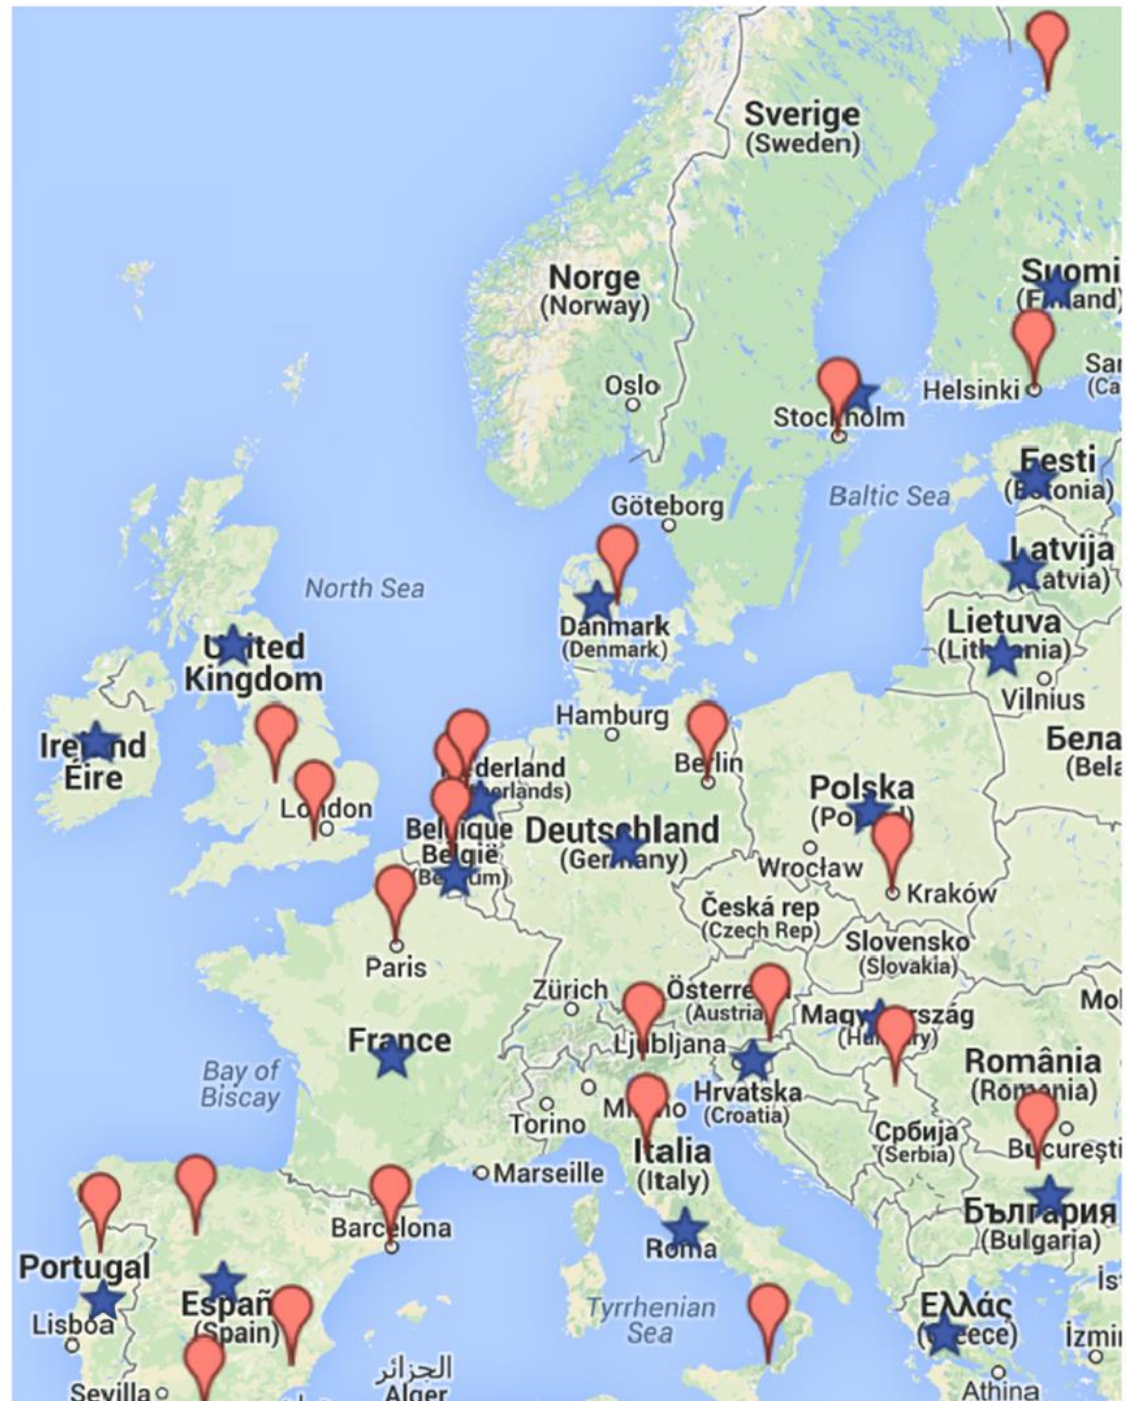 Sverige
(Sweden)
Norge
(Norway)
Suomi
(Finland)
Oslo
Helsinki
Stockholm
Eesti
(Estonia)
Baltic Sea
Göteborg
Latvija
(Latvia)
North Sea
Danmark
(Denmark)
Lietuva
(Lithuania)
Vilnius
United
Kingdom
Hamburg
Ireland
Éire
Berlin
Nederland
(Netherlands)
Polska
(Poland)
London
Belgique
België
(Belgium)
Deutschland
(Germany)
Wrocław
Kraków
Česká rep
(Czech Rep)
Slovensko
(Slovakia)
Paris
Zürich
Österreich
(Austria)
Magyarország
(Hungary)
France
Ljubljana
Bay of
Biscay
România
(Romania)
Hrvatska
(Croatia)
Milano
Torino
Србија
(Serbia)
Bucureşti
Italia
(Italy)
Marseille
Barcelona
България
(Bulgaria)
Roma
Portugal
España
(Spain)
Lisboa
Tyrrhenian
Sea
Ελλάς
(Greece)
Athina
Sevilla
الجزائر
Alger